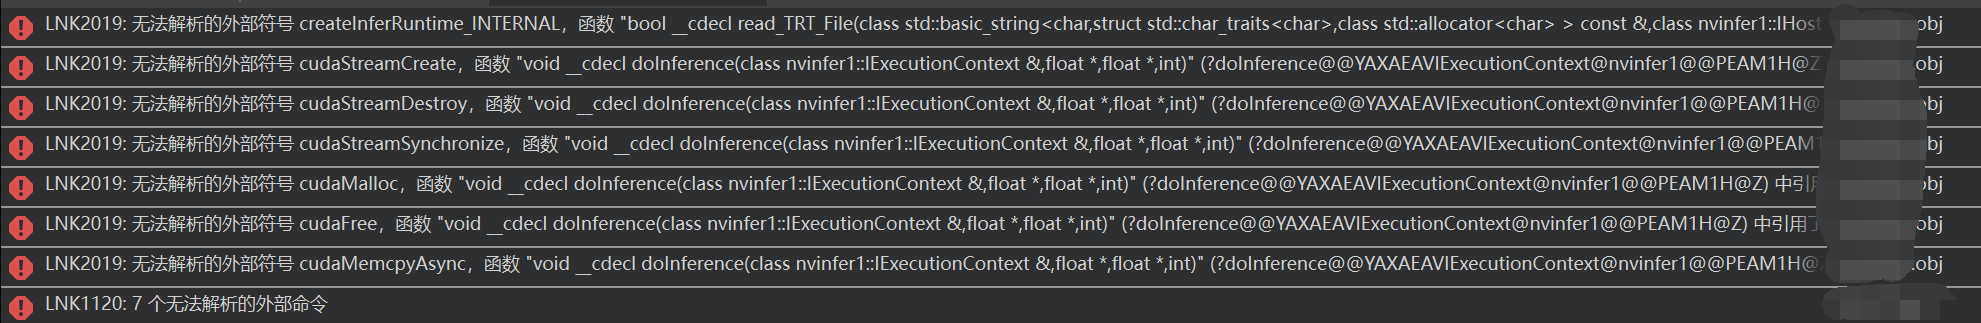 LNK2019: 无法解析的外部符号 createInferRuntime_INTERNAL，函数 "bool __cdecl read_TRT_File(class std::basic_string<char,struct std::char_traits<char>,class std::allocator<char> > const &,class nvinfer1::IHost obj
LNK2019: 无法解析的外部符号 cudaStreamCreate，函数 "void __cdecl doInference(class nvinfer1::IExecutionContext &,float *,float *,int)" (?doInference@@YAXAEAVIExecutionContext@nvinfer1@@PEAM1H@Z .obj
LNK2019: 无法解析的外部符号 cudaStreamDestroy，函数 "void __cdecl doInference(class nvinfer1::IExecutionContext &,float *,float *,int)" (?doInference@@YAXAEAVIExecutionContext@nvinfer1@@PEAM1H@ .obj
LNK2019: 无法解析的外部符号 cudaStreamSynchronize，函数 "void __cdecl doInference(class nvinfer1::IExecutionContext &,float *,float *,int)" (?doInference@@YAXAEAVIExecutionContext@nvinfer1@@PEAM1 .obj
LNK2019: 无法解析的外部符号 cudaMalloc，函数 "void __cdecl doInference(class nvinfer1::IExecutionContext &,float *,float *,int)" (?doInference@@YAXAEAVIExecutionContext@nvinfer1@@PEAM1H@Z) 中引 .obj
LNK2019: 无法解析的外部符号 cudaFree，函数 "void __cdecl doInference(class nvinfer1::IExecutionContext &,float *,float *,int)" (?doInference@@YAXAEAVIExecutionContext@nvinfer1@@PEAM1H@Z) 中引用了 .obj
LNK2019: 无法解析的外部符号 cudaMemcpyAsync，函数 "void __cdecl doInference(class nvinfer1::IExecutionContext &,float *,float *,int)" (?doInference@@YAXAEAVIExecutionContext@nvinfer1@@PEAM1H@ .obj
LNK1120: 7 个无法解析的外部命令